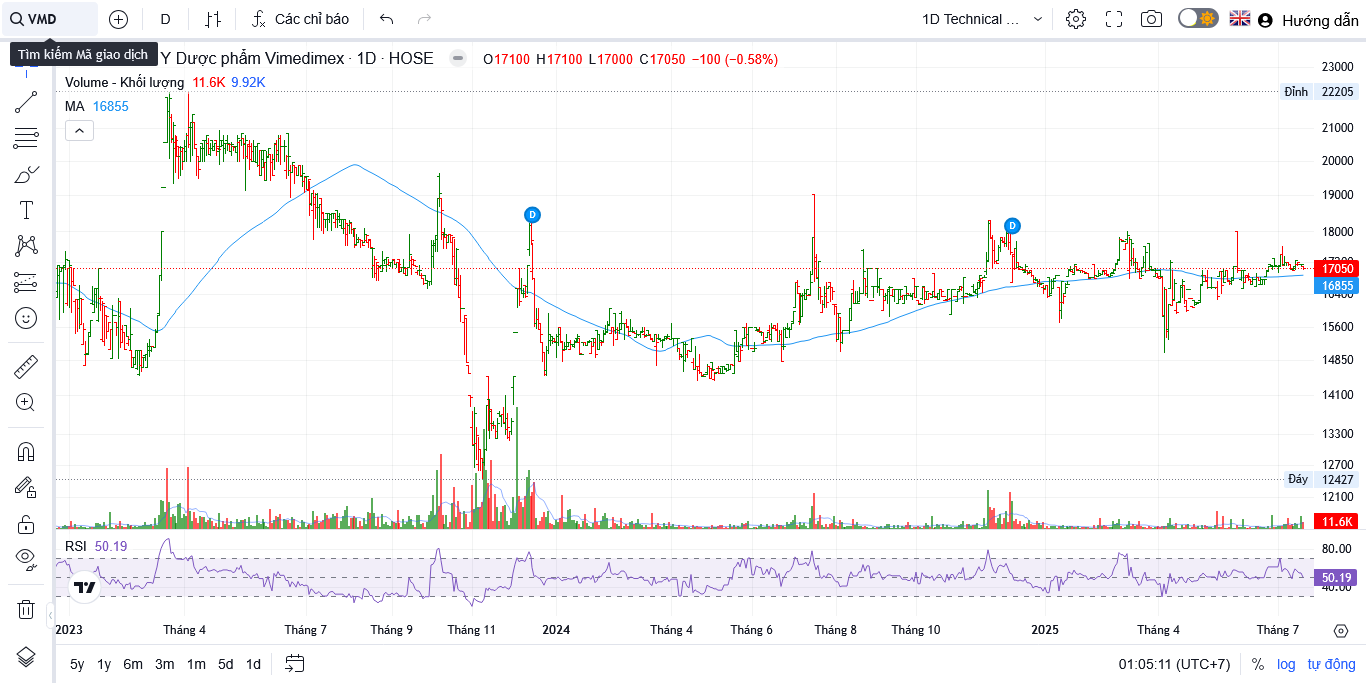 VMD
D
Các chỉ báo
1D Technical ...
Hướng dẫn
Tìm kiếm Mã giao dịch
Y Dược phẩm Vimedimex · 1D · HOSE
O17100 H17100 L17000 C17050 −100 (−0.58%)
Volume - Khối lượng 11.6K 9.92K
MA 16855
23000
Đỉnh 22205
21000
20000
19000
18000
17050
16855
15600
14850
14100
13300
12700
Đáy 12427
12100
11.6K
D
D
RSI 50.19
80.00
50.19
40.00
2023 Tháng 4 Tháng 7 Tháng 9 Tháng 11 2024 Tháng 4 Tháng 6 Tháng 8 Tháng 10 2025 Tháng 4 Tháng 7
5y 1y 6m 3m 1m 5d 1d
01:05:11 (UTC+7) % log tự động